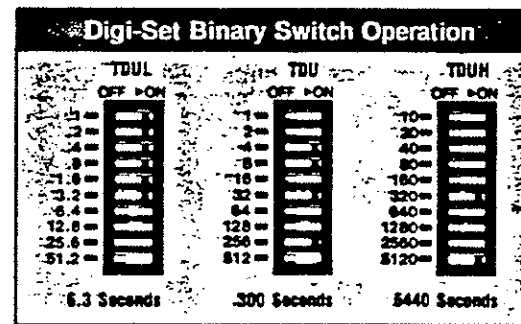 Digi-Set Binary Switch Operation
TDUL TDU TDUH
OFF ▸ON OFF ▸ON OFF ▸ON
.1 1 10
.2 2 20
.4 4 40
.8 8 80
1.6 16 160
3.2 32 320
6.4 64 640
12.8 128 1280
25.6 256 2560
51.2 512 5120
6.3 Seconds 300 Seconds 5440 Seconds